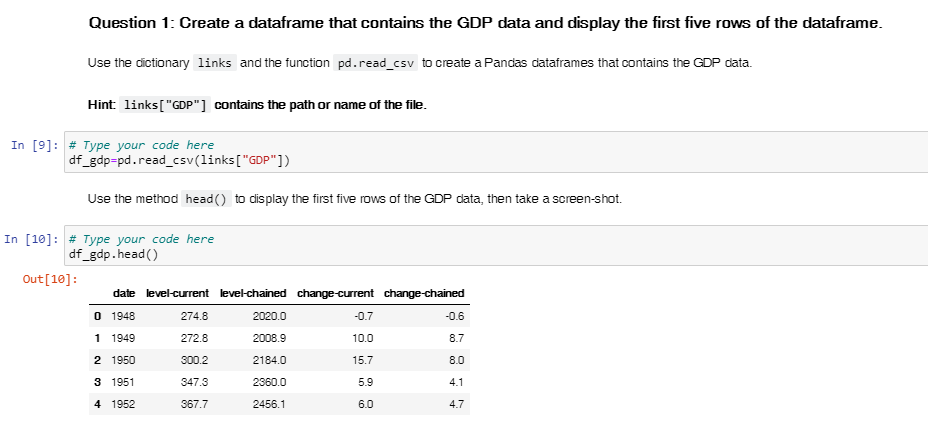 Question 1: Create a dataframe that contains the GDP data and display the first five rows of the dataframe.
Use the dictionary links and the function pd.read_csv to create a Pandas dataframes that contains the GDP data.
Hint: links["GDP"] contains the path or name of the file.
In [9]: # Type your code here
df_gdp=pd.read_csv(links["GDP"])
Use the method head() to display the first five rows of the GDP data, then take a screen-shot.
In [10]: # Type your code here
df_gdp.head()
Out[10]:
date level-current level-chained change-current change-chained
0 1948 274.8 2020.0 -0.7 -0.6
1 1949 272.8 2008.9 10.0 8.7
2 1950 300.2 2184.0 15.7 8.0
3 1951 347.3 2360.0 5.9 4.1
4 1952 367.7 2456.1 6.0 4.7